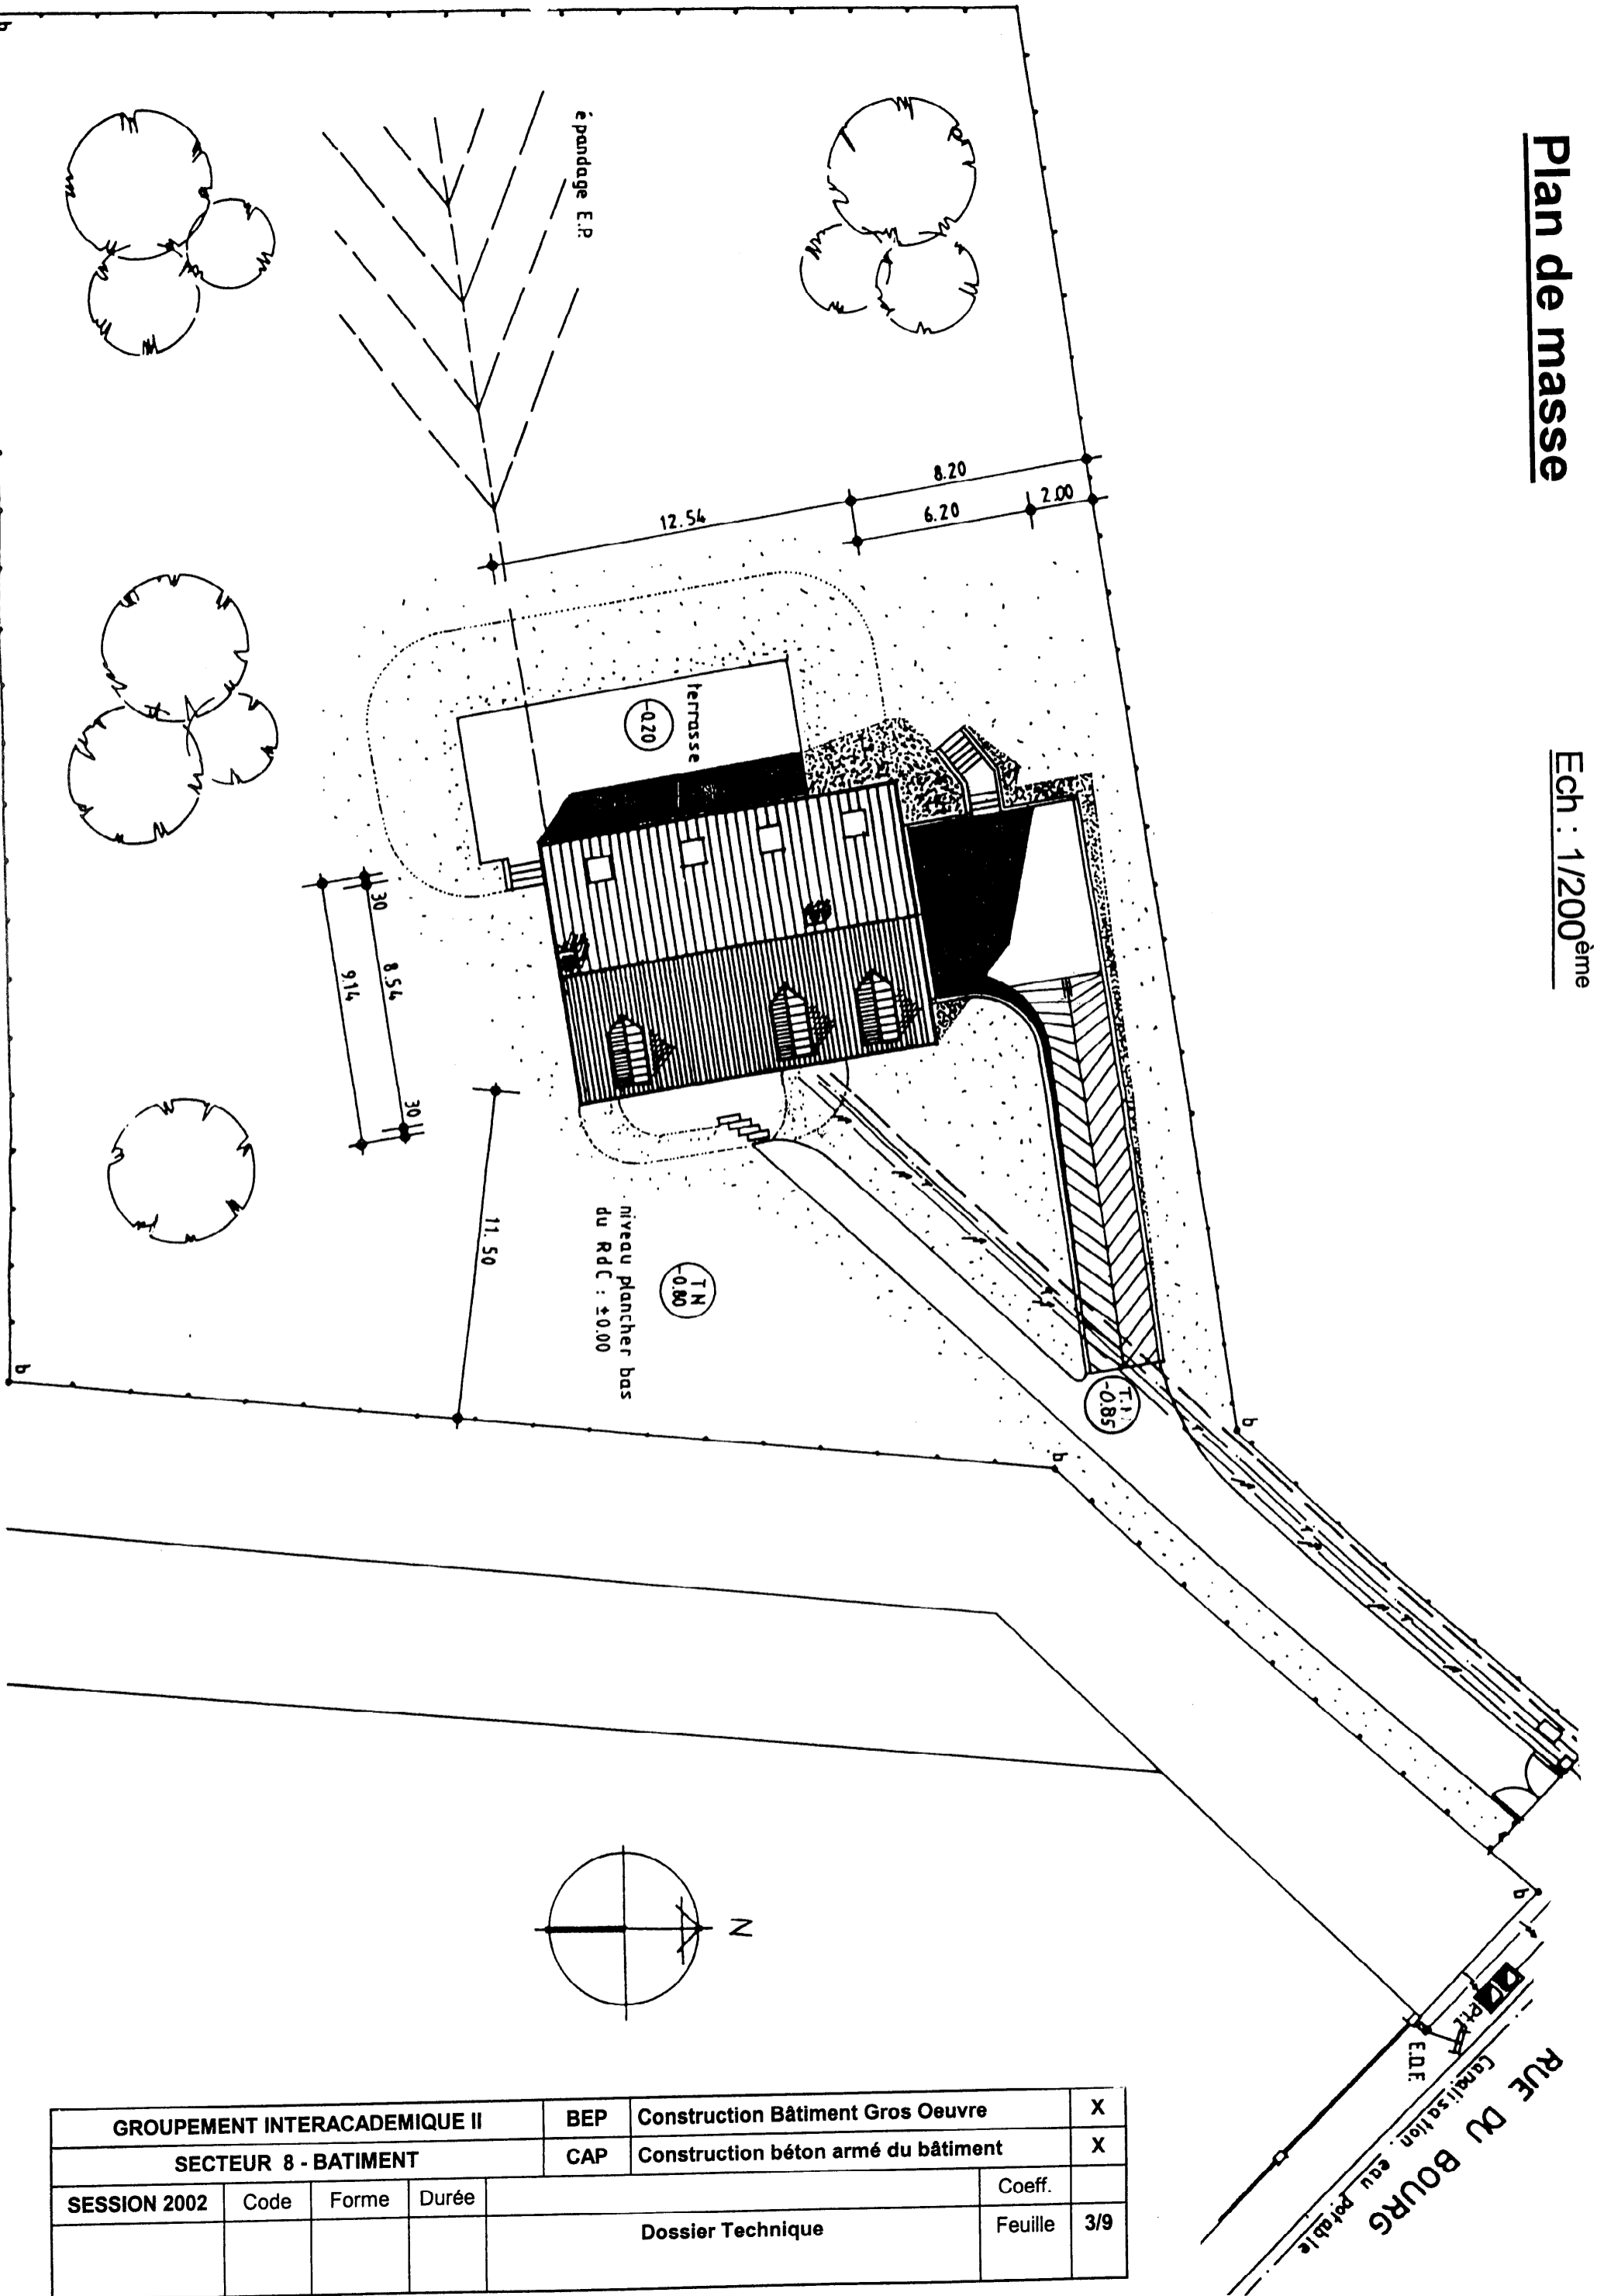 Plan de masse
Ech : 1/200ème
épandage E.P.
8.20
12.54
6.20
2.00
terrasse
-0.20
30
8.54
9.14
30
11.50
niveau plancher bas
du RdC : ±0.00
T N
-0.80
-0.85
b
b
b
b
b
N
E.D.F.
RUE DU BOURG
Canalisation eau potable
GROUPEMENT INTERACADEMIQUE II BEP Construction Bâtiment Gros Oeuvre X
SECTEUR 8 - BATIMENT CAP Construction béton armé du bâtiment X
SESSION 2002 Code Forme Durée Coeff.
Dossier Technique Feuille 3/9